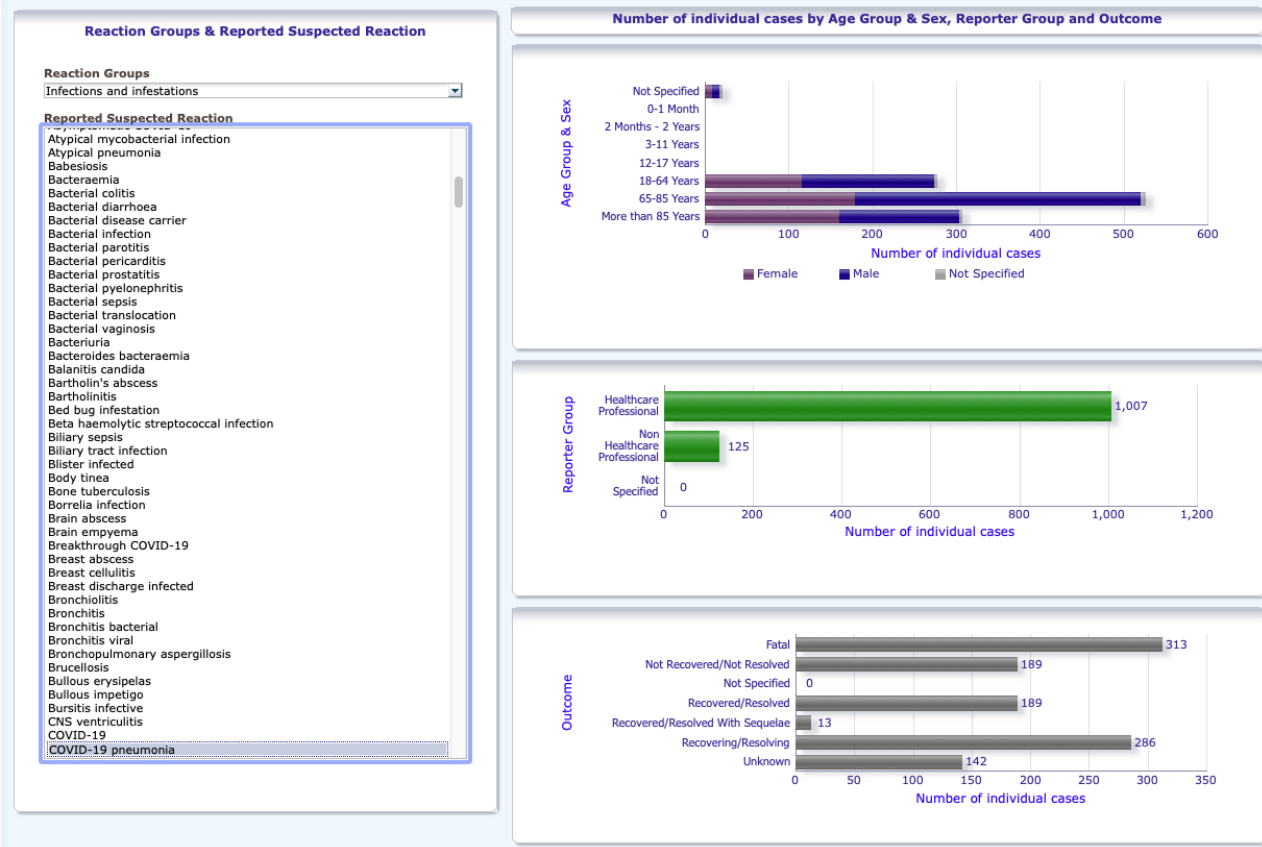 Reaction Groups & Reported Suspected Reaction
Reaction Groups
Infections and infestations
Reported Suspected Reaction
Atypical mycobacterial infection
Atypical pneumonia
Babesiosis
Bacteraemia
Bacterial colitis
Bacterial diarrhoea
Bacterial disease carrier
Bacterial infection
Bacterial parotitis
Bacterial pericarditis
Bacterial prostatitis
Bacterial pyelonephritis
Bacterial sepsis
Bacterial translocation
Bacterial vaginosis
Bacteriuria
Bacteroides bacteraemia
Balanitis candida
Bartholin's abscess
Bartholinitis
Bed bug infestation
Beta haemolytic streptococcal infection
Biliary sepsis
Biliary tract infection
Blister infected
Body tinea
Bone tuberculosis
Borrelia infection
Brain abscess
Brain empyema
Breakthrough COVID-19
Breast abscess
Breast cellulitis
Breast discharge infected
Bronchiolitis
Bronchitis
Bronchitis bacterial
Bronchitis viral
Bronchopulmonary aspergillosis
Brucellosis
Bullous erysipelas
Bullous impetigo
Bursitis infective
CNS ventriculitis
COVID-19
COVID-19 pneumonia
Number of individual cases by Age Group & Sex, Reporter Group and Outcome
Age Group & Sex
Not Specified
0-1 Month
2 Months - 2 Years
3-11 Years
12-17 Years
18-64 Years
65-85 Years
More than 85 Years
0 100 200 300 400 500 600
Number of individual cases
Female Male Not Specified
Reporter Group
Healthcare
Professional
1,007
Non
Healthcare
Professional
125
Not
Specified
0
0 200 400 600 800 1,000 1,200
Number of individual cases
Outcome
Fatal 313
Not Recovered/Not Resolved 189
Not Specified 0
Recovered/Resolved 189
Recovered/Resolved With Sequelae 13
Recovering/Resolving 286
Unknown 142
0 50 100 150 200 250 300 350
Number of individual cases